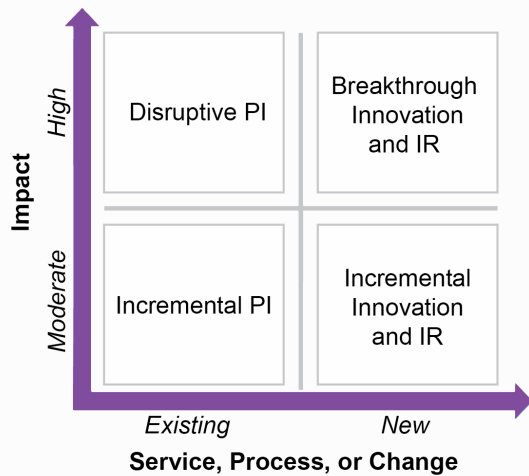 Impact
High
Moderate
Disruptive PI
Breakthrough
Innovation
and IR
Incremental PI
Incremental
Innovation
and IR
Existing
New
Service, Process, or Change